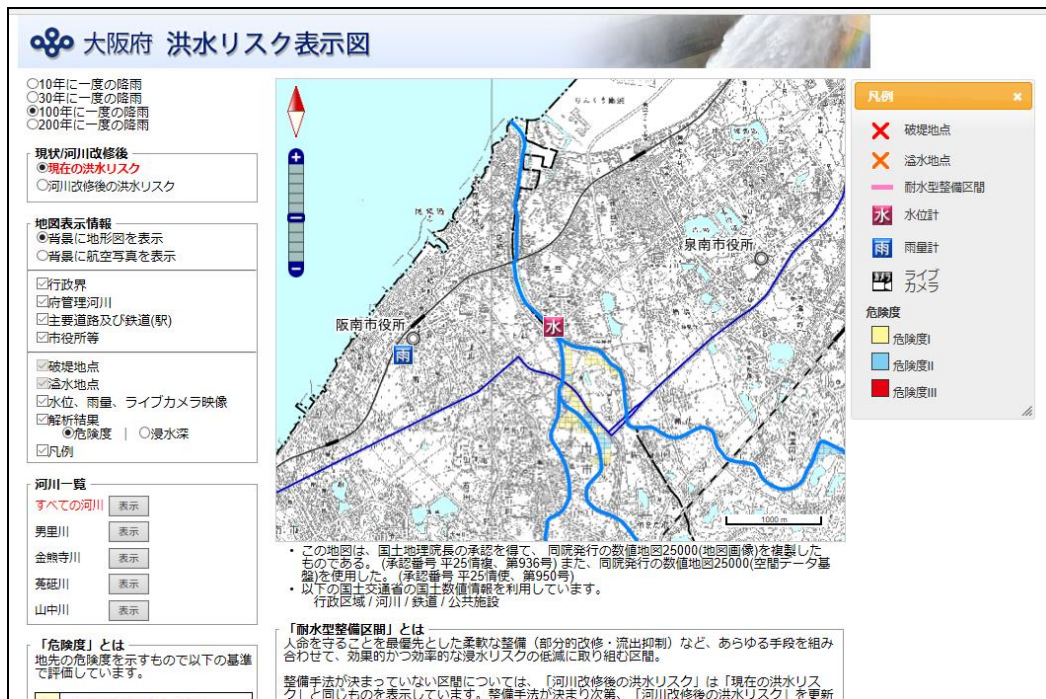 大阪府 洪水リスク表示図
10年に一度の降雨
30年に一度の降雨
100年に一度の降雨
200年に一度の降雨
現状/河川改修後
現在の洪水リスク
河川改修後の洪水リスク
地図表示情報
背景に地形図を表示
背景に航空写真を表示
行政界
府管理河川
主要道路及び鉄道(駅)
市役所等
破堤地点
溢水地点
水位、雨量、ライブカメラ映像
解析結果
危険度 | 浸水深
凡例
河川一覧
すべての河川 表示
男里川 表示
金熊寺川 表示
菟砥川 表示
山中川 表示
「危険度」とは
地先の危険度を示すもので以下の基準
で評価しています。
泉南市役所
水
阪南市役所
雨
1000 m
・ この地図は、国土地理院長の承認を得て、 同院発行の数値地図25000(地図画像)を複製した
ものである。 (承認番号 平25情複、第936号) また、同院発行の数値地図25000(空間データ基
盤)を使用した。 (承認番号 平25情使、第950号)
・ 以下の国土交通省の国土数値情報を利用しています。
行政区域 / 河川 / 鉄道 / 公共施設
「耐水型整備区間」とは
人命を守ることを最優先とした柔軟な整備（部分的改修・流出抑制）など、あらゆる手段を組み
合わせて、効果的かつ効率的な浸水リスクの低減に取り組む区間。
整備手法が決まっていない区間については、「河川改修後の洪水リスク」は「現在の洪水リス
ク」と同じものを表示しています。整備手法が決まり次第、「河川改修後の洪水リスク」を更新
凡例
破堤地点
溢水地点
耐水型整備区間
水 水位計
雨 雨量計
ライブ
カメラ
危険度
危険度I
危険度II
危険度III